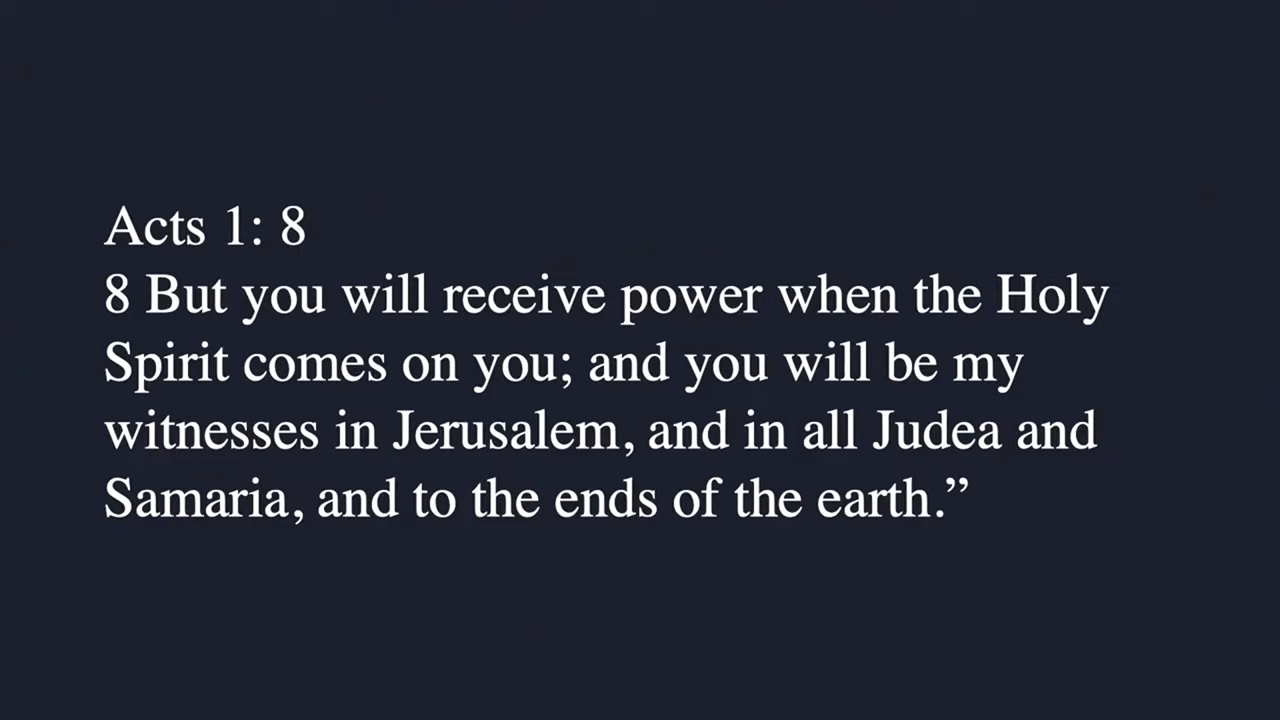 Acts 1: 8
8 But you will receive power when the Holy
Spirit comes on you; and you will be my
witnesses in Jerusalem, and in all Judea and
Samaria, and to the ends of the earth.”